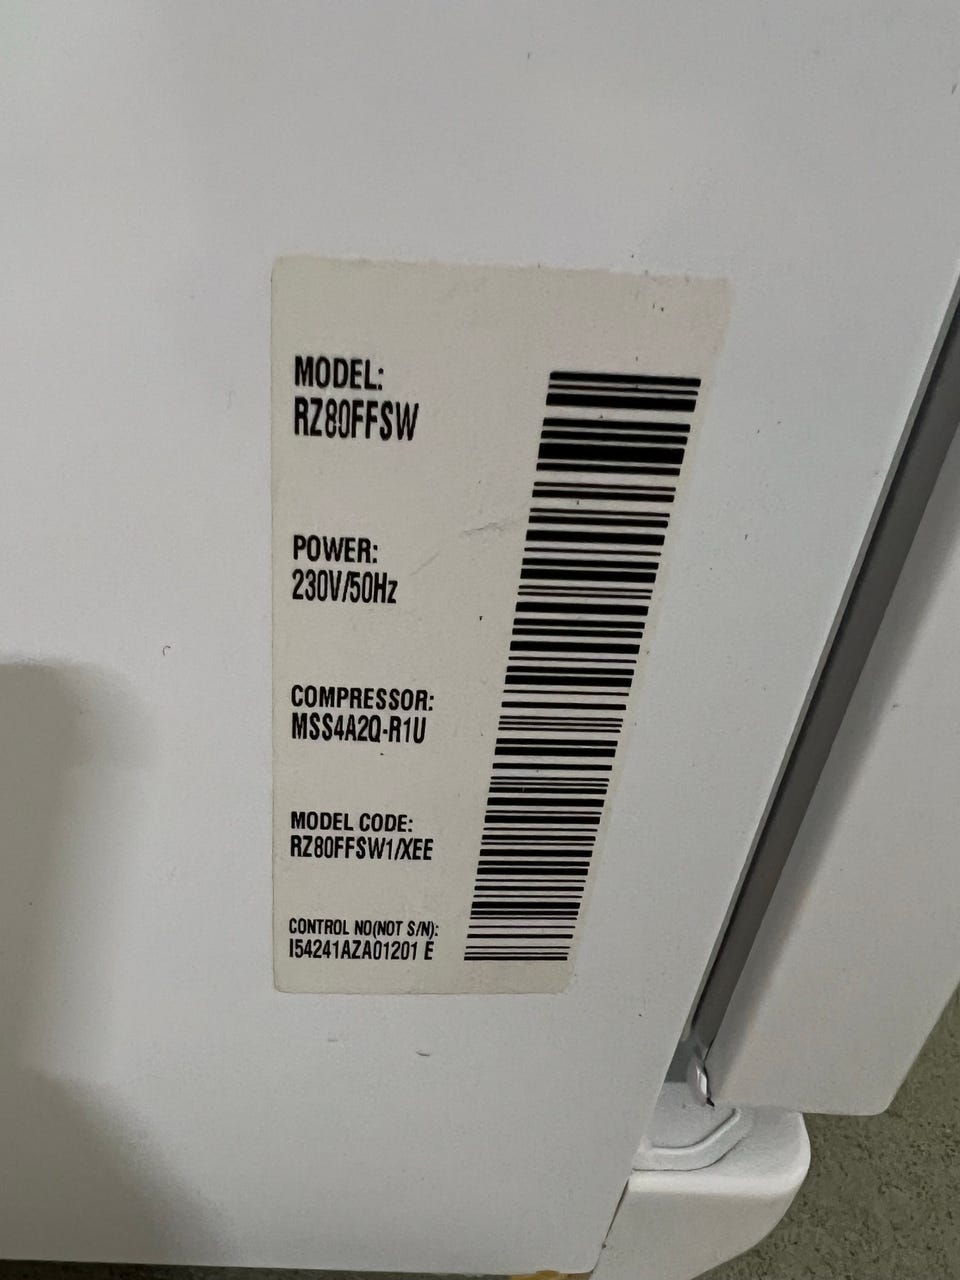 MODEL:
RZ80FFSW
POWER:
230V/50Hz
COMPRESSOR:
MSS4A2Q-R1U
MODEL CODE:
RZ80FFSW1/XEE
CONTROL NO(NOT S/N):
I54241AZA01201 E